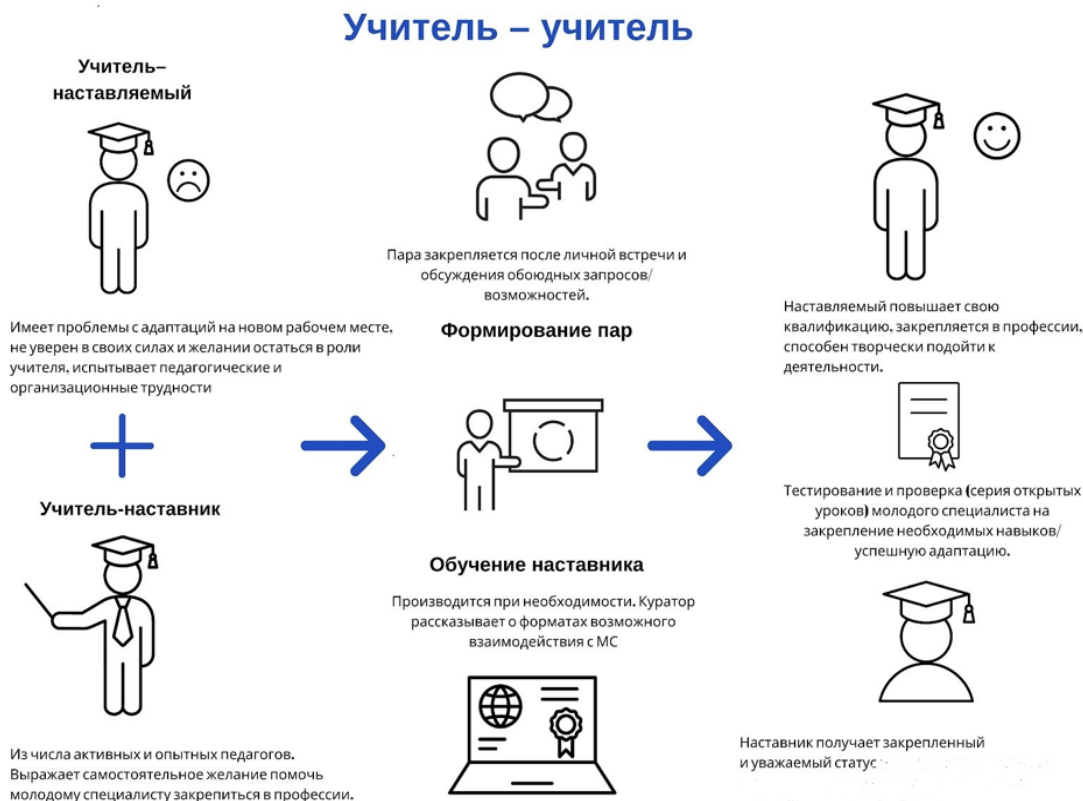 Учитель – учитель
Учитель–
наставляемый
Имеет проблемы с адаптаций на новом рабочем месте,
не уверен в своих силах и желании остаться в роли
учителя, испытывает педагогические и
организационные трудности
Учитель-наставник
Из числа активных и опытных педагогов.
Выражает самостоятельное желание помочь
молодому специалисту закрепиться в профессии.
Пара закрепляется после личной встречи и
обсуждения обоюдных запросов/
возможностей.
Формирование пар
Обучение наставника
Производится при необходимости. Куратор
рассказывает о форматах возможного
взаимодействия с МС
Наставляемый повышает свою
квалификацию, закрепляется в профессии,
способен творчески подойти к
деятельности.
Тестирование и проверка (серия открытых
уроков) молодого специалиста на
закрепление необходимых навыков/
успешную адаптацию.
Наставник получает закрепленный
и уважаемый статус